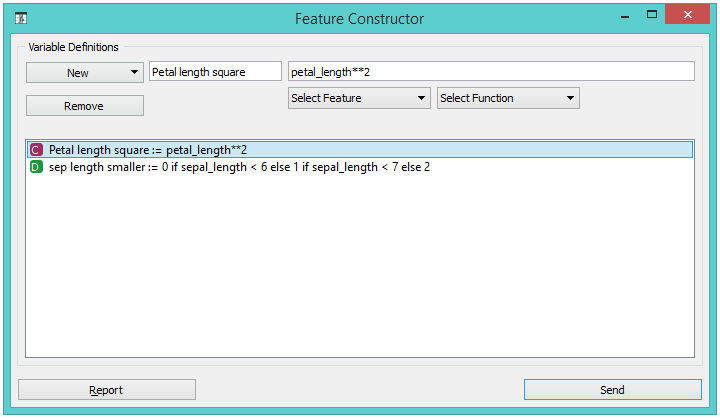 Feature Constructor
Variable Definitions
New Petal length square petal_length**2
Remove Select Feature Select Function
C Petal length square := petal_length**2
D sep length smaller := 0 if sepal_length < 6 else 1 if sepal_length < 7 else 2
Report Send